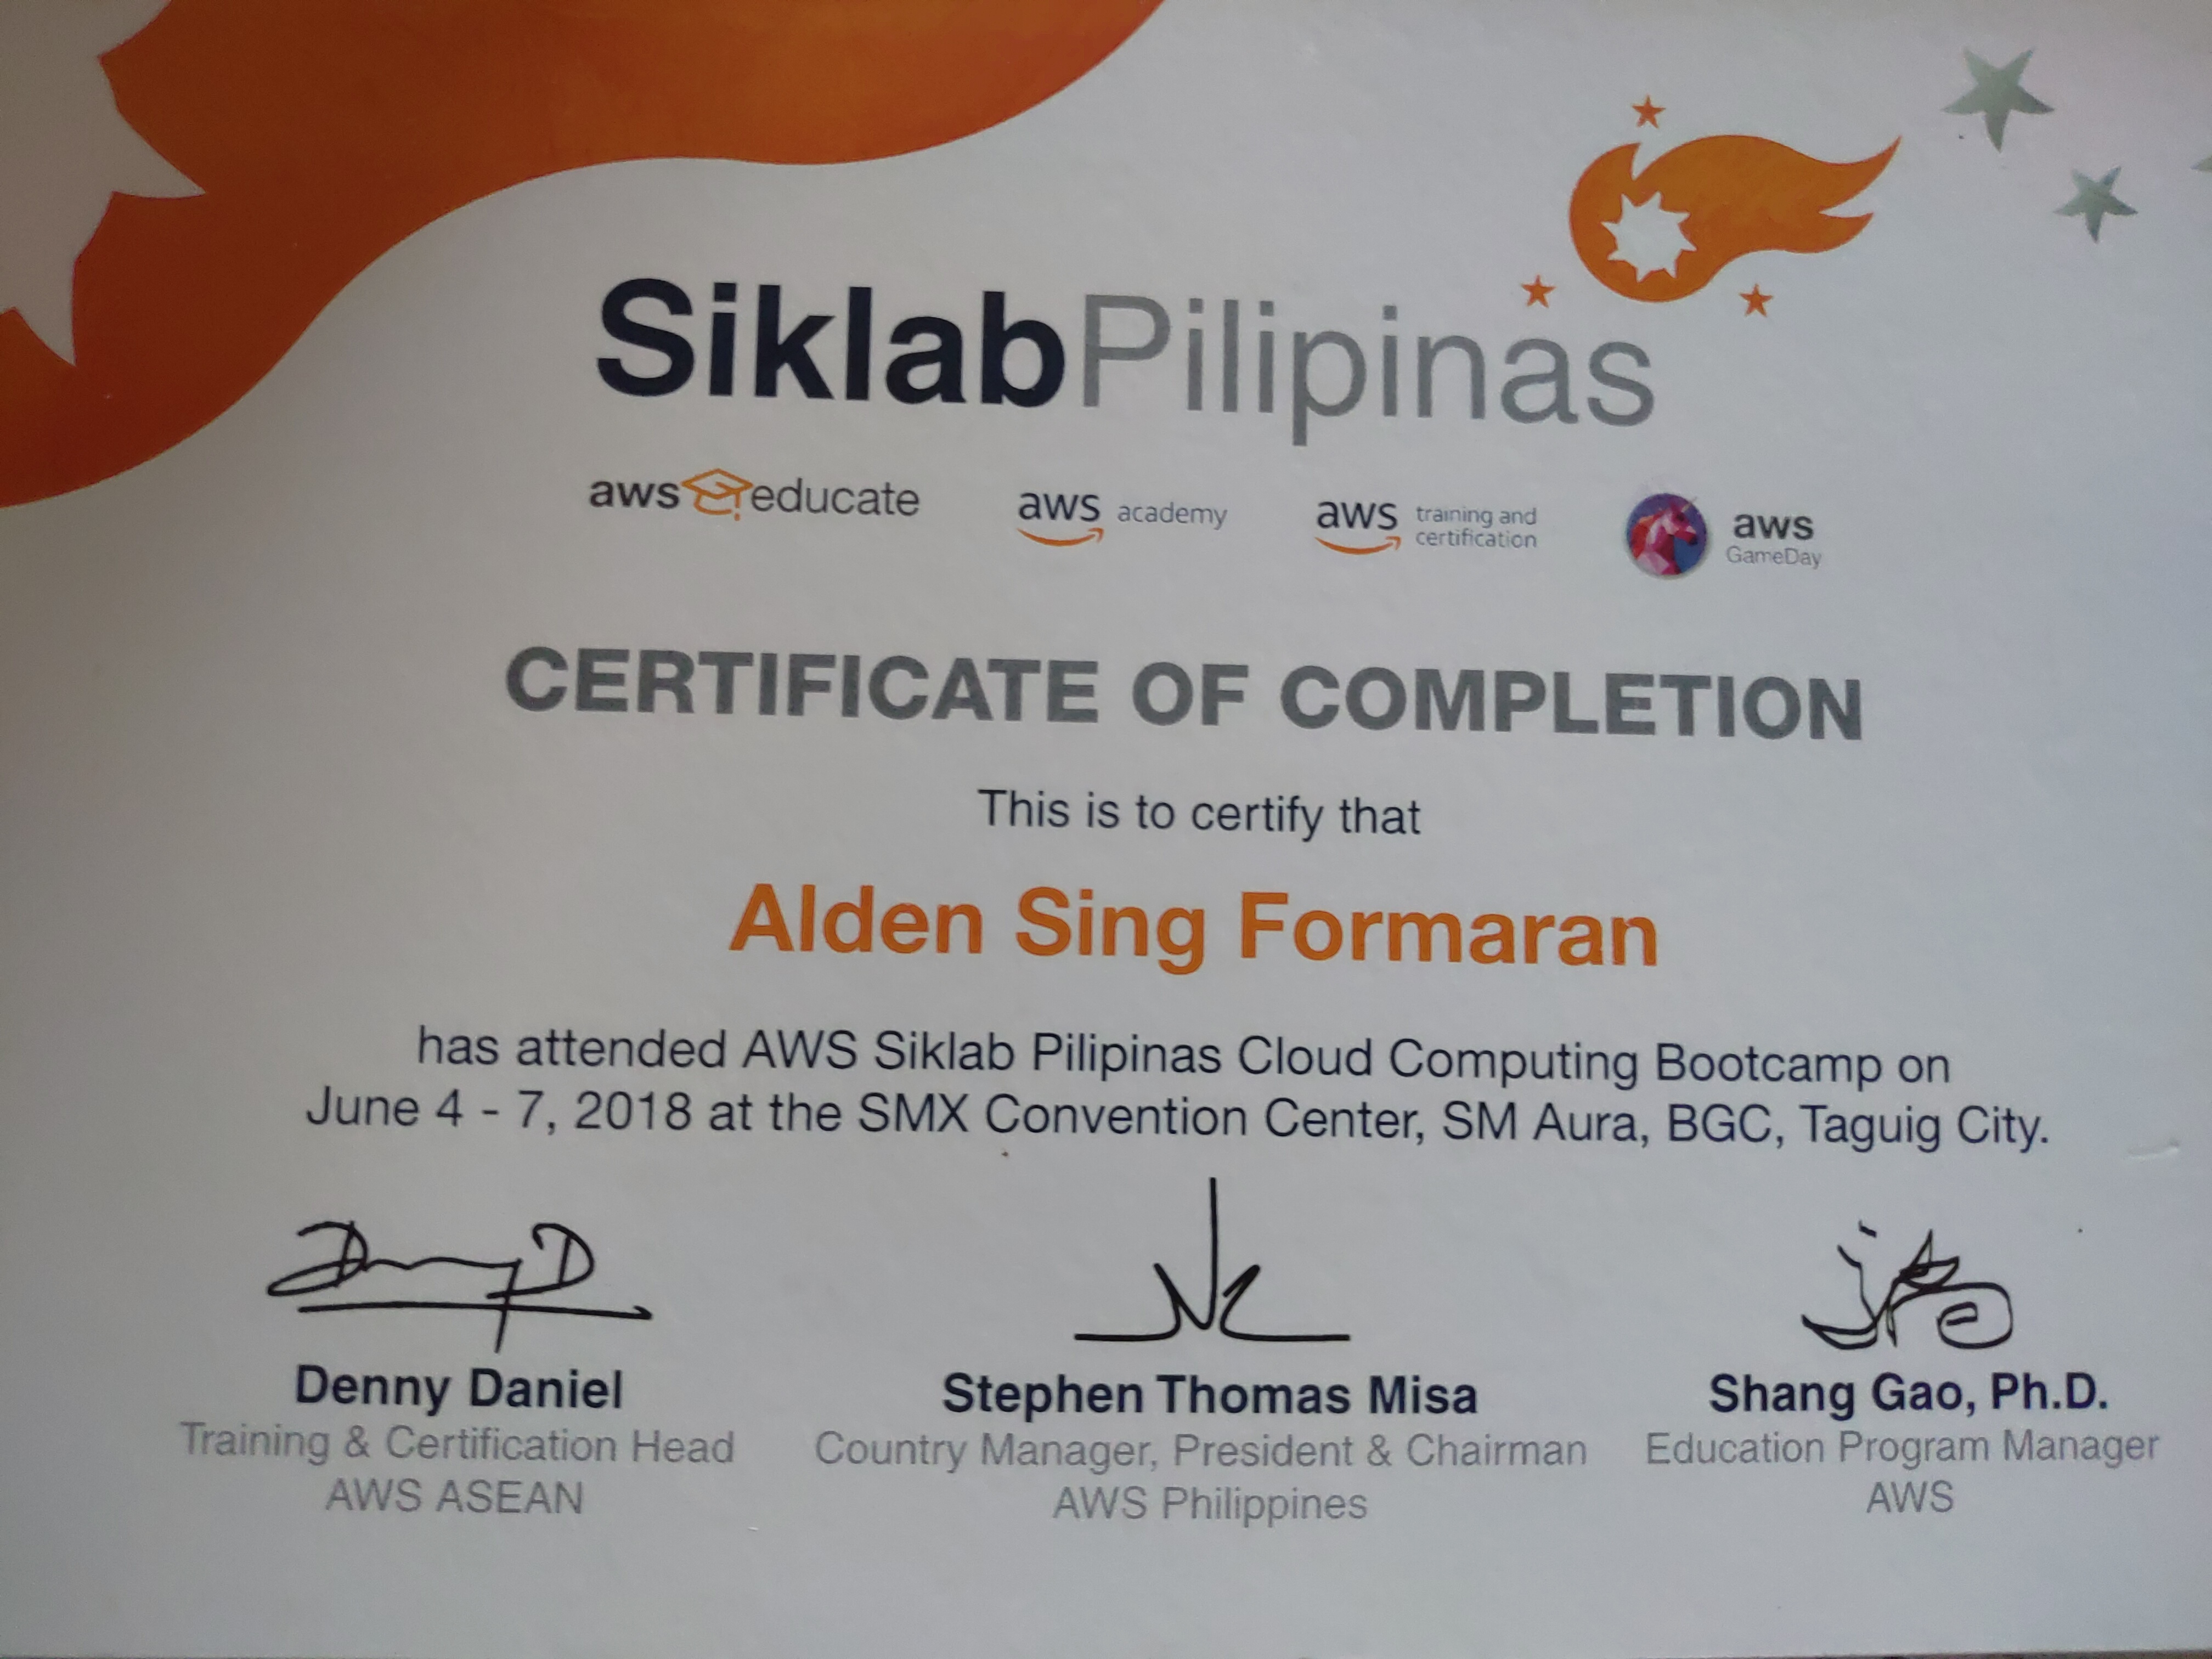 SiklabPilipinas
aws educate
aws academy
aws training and certification
aws GameDay
CERTIFICATE OF COMPLETION
This is to certify that
Alden Sing Formaran
has attended AWS Siklab Pilipinas Cloud Computing Bootcamp on
June 4 - 7, 2018 at the SMX Convention Center, SM Aura, BGC, Taguig City.
Denny D
Denny Daniel
Training & Certification Head
AWS ASEAN
Stephen Thomas Misa
Country Manager, President & Chairman
AWS Philippines
Shang Gao, Ph.D.
Education Program Manager
AWS